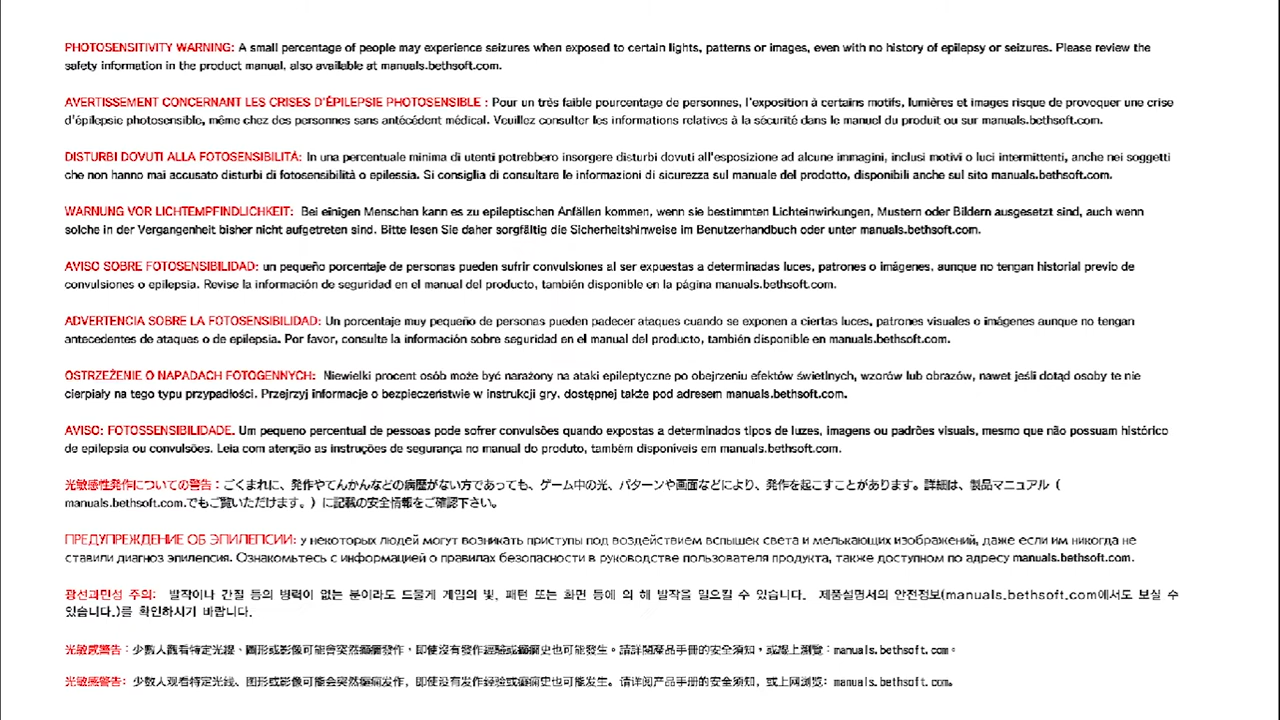 PHOTOSENSITIVITY WARNING: A small percentage of people may experience seizures when exposed to certain lights, patterns or images, even with no history of epilepsy or seizures. Please review the
safety information in the product manual, also available at manuals.bethsoft.com.
AVERTISSEMENT CONCERNANT LES CRISES D'ÉPILEPSIE PHOTOSENSIBLE : Pour un très faible pourcentage de personnes, l'exposition à certains motifs, lumières et images risque de provoquer une crise
d'épilepsie photosensible, même chez des personnes sans antécédent médical. Veuillez consulter les informations relatives à la sécurité dans le manuel du produit ou sur manuals.bethsoft.com.
DISTURBI DOVUTI ALLA FOTOSENSIBILITÀ: In una percentuale minima di utenti potrebbero insorgere disturbi dovuti all'esposizione ad alcune immagini, inclusi motivi o luci intermittenti, anche nei soggetti
che non hanno mai accusato disturbi di fotosensibilità o epilessia. Si consiglia di consultare le informazioni di sicurezza sul manuale del prodotto, disponibili anche sul sito manuals.bethsoft.com.
WARNUNG VOR LICHTEMPFINDLICHKEIT: Bei einigen Menschen kann es zu epileptischen Anfällen kommen, wenn sie bestimmten Lichteinwirkungen, Mustern oder Bildern ausgesetzt sind, auch wenn
solche in der Vergangenheit bisher nicht aufgetreten sind. Bitte lesen Sie daher sorgfältig die Sicherheitshinweise im Benutzerhandbuch oder unter manuals.bethsoft.com.
AVISO SOBRE FOTOSENSIBILIDAD: un pequeño porcentaje de personas pueden sufrir convulsiones al ser expuestas a determinadas luces, patrones o imágenes, aunque no tengan historial previo de
convulsiones o epilepsia. Revise la información de seguridad en el manual del producto, también disponible en la página manuals.bethsoft.com.
ADVERTENCIA SOBRE LA FOTOSENSIBILIDAD: Un porcentaje muy pequeño de personas pueden padecer ataques cuando se exponen a ciertas luces, patrones visuales o imágenes aunque no tengan
antecedentes de ataques o de epilepsia. Por favor, consulte la información sobre seguridad en el manual del producto, también disponible en manuals.bethsoft.com.
OSTRZEŻENIE O NAPADACH FOTOGENNYCH: Niewielki procent osób może być narażony na ataki epileptyczne po obejrzeniu efektów świetlnych, wzorów lub obrazów, nawet jeśli dotąd osoby te nie
cierpiały na tego typu przypadłości. Przejrzyj informacje o bezpieczeństwie w instrukcji gry, dostępnej także pod adresem manuals.bethsoft.com.
AVISO: FOTOSSENSIBILIDADE. Um pequeno percentual de pessoas pode sofrer convulsões quando expostas a determinados tipos de luzes, imagens ou padrões visuais, mesmo que não possuam histórico
de epilepsia ou convulsões. Leia com atenção as instruções de segurança no manual do produto, também disponíveis em manuals.bethsoft.com.
光敏感性発作についての警告：ごくまれに、発作やてんかんなどの病歴がない方であっても、ゲーム中の光、パターンや画面などにより、発作を起こすことがあります。詳細は、製品マニュアル（
manuals.bethsoft.com.でもご覧いただけます。）に記載の安全情報をご確認下さい。
ПРЕДУПРЕЖДЕНИЕ ОБ ЭПИЛЕПСИИ: у некоторых людей могут возникать приступы под воздействием вспышек света и мелькающих изображений, даже если им никогда не
ставили диагноз эпилепсия. Ознакомьтесь с информацией о правилах безопасности в руководстве пользователя продукта, также доступном по адресу manuals.bethsoft.com.
광선과민성 주의: 발작이나 간질 등의 병력이 없는 분이라도 드물게 게임의 빛, 패턴 또는 화면 등에 의 해 발작을 일으킬 수 있습니다. 제품설명서의 안전정보(manuals.bethsoft.com에서도 보실 수
있습니다.)를 확인하시기 바랍니다.
光敏感警告：少數人觀看特定光線、圖形或影像可能會突然癲癇發作，即使沒有發作經驗或癲癇史也可能發生。請詳閱產品手冊的安全須知，或線上瀏覽：manuals.bethsoft.com。
光敏感警告: 少数人观看特定光线、图形或影像可能会突然癫痫发作，即使没有发作经验或癫痫史也可能发生。请详阅产品手册的安全须知，或上网浏览: manuals.bethsoft.com。